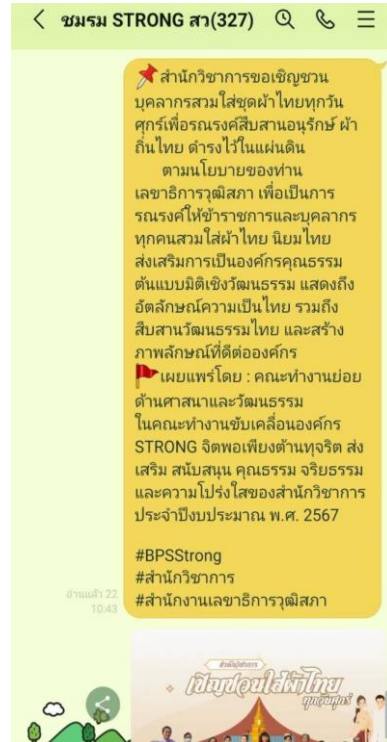 ชมรม STRONG สว(327)
📌สำนักวิชาการขอเชิญชวน
บุคลากรสวมใส่ชุดผ้าไทยทุกวัน
ศุกร์เพื่อรณรงค์สืบสานอนุรักษ์ ผ้า
ถิ่นไทย ดำรงไว้ในแผ่นดิน
ตามนโยบายของท่าน
เลขาธิการวุฒิสภา เพื่อเป็นการ
รณรงค์ให้ข้าราชการและบุคลากร
ทุกคนสวมใส่ผ้าไทย นิยมไทย
ส่งเสริมการเป็นองค์กรคุณธรรม
ต้นแบบมิติเชิงวัฒนธรรม แสดงถึง
อัตลักษณ์ความเป็นไทย รวมถึง
สืบสานวัฒนธรรมไทย และสร้าง
ภาพลักษณ์ที่ดีต่อองค์กร
🚩เผยแพร่โดย : คณะทำงานย่อย
ด้านศาสนาและวัฒนธรรม
ในคณะทำงานขับเคลื่อนองค์กร
STRONG จิตพอเพียงต้านทุจริต ส่ง
เสริม สนับสนุน คุณธรรม จริยธรรม
และความโปร่งใสของสำนักวิชาการ
ประจำปีงบประมาณ พ.ศ. 2567
#BPSStrong
#สำนักวิชาการ
#สำนักงานเลขาธิการวุฒิสภา
อ่านแล้ว 22
10:43
สำนักวิชาการ
เชิญชวนใส่ผ้าไทย
ทุกวันศุกร์